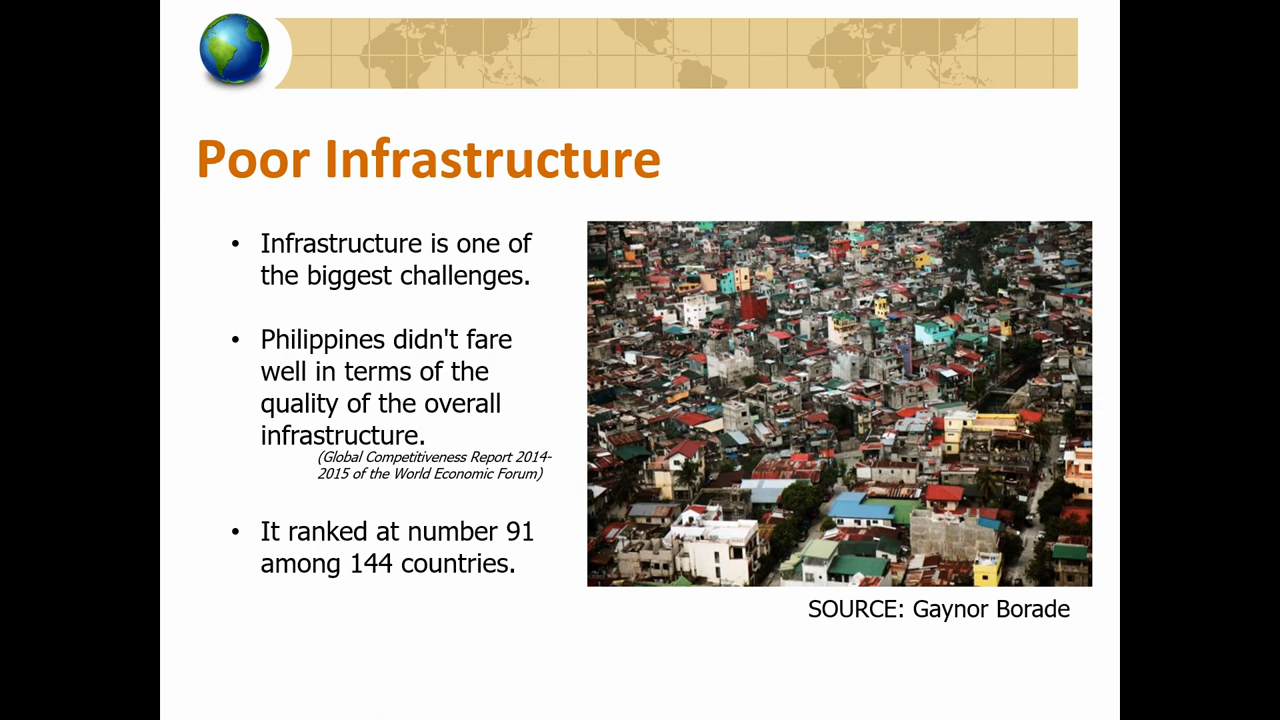 Poor Infrastructure
• Infrastructure is one of
the biggest challenges.
• Philippines didn't fare
well in terms of the
quality of the overall
infrastructure.
(Global Competitiveness Report 2014-
2015 of the World Economic Forum)
• It ranked at number 91
among 144 countries.
SOURCE: Gaynor Borade